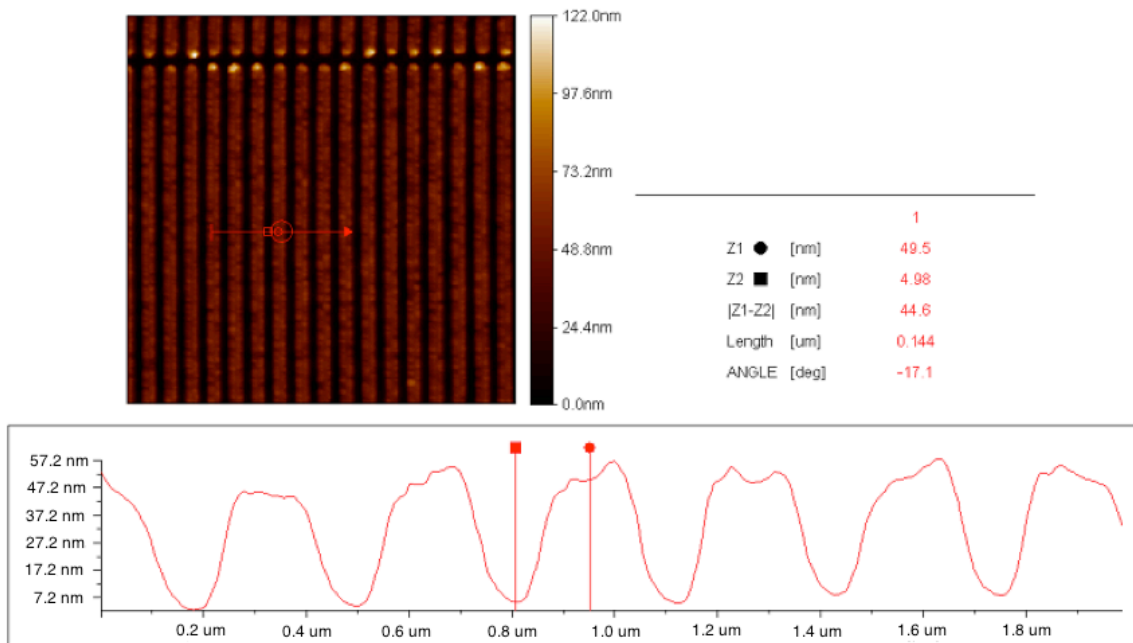 122.0nm
97.6nm
73.2nm
48.8nm
24.4nm
0.0nm
1
Z1 [nm] 49.5
Z2 [nm] 4.98
|Z1-Z2| [nm] 44.6
Length [um] 0.144
ANGLE [deg] -17.1
57.2 nm
47.2 nm
37.2 nm
27.2 nm
17.2 nm
7.2 nm
0.2 um 0.4 um 0.6 um 0.8 um 1.0 um 1.2 um 1.4 um 1.6 um 1.8 um